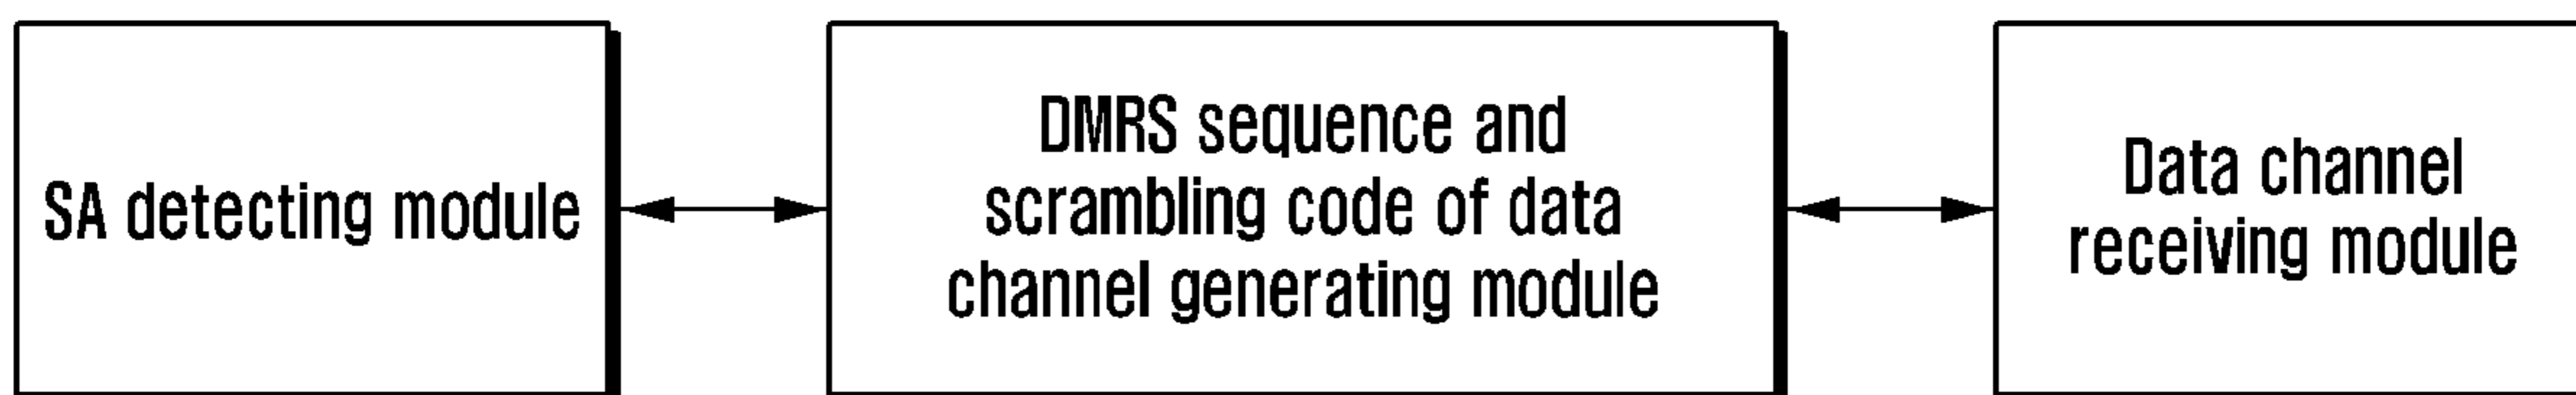 SA detecting module
DMRS sequence and
scrambling code of data
channel generating module
Data channel
receiving module